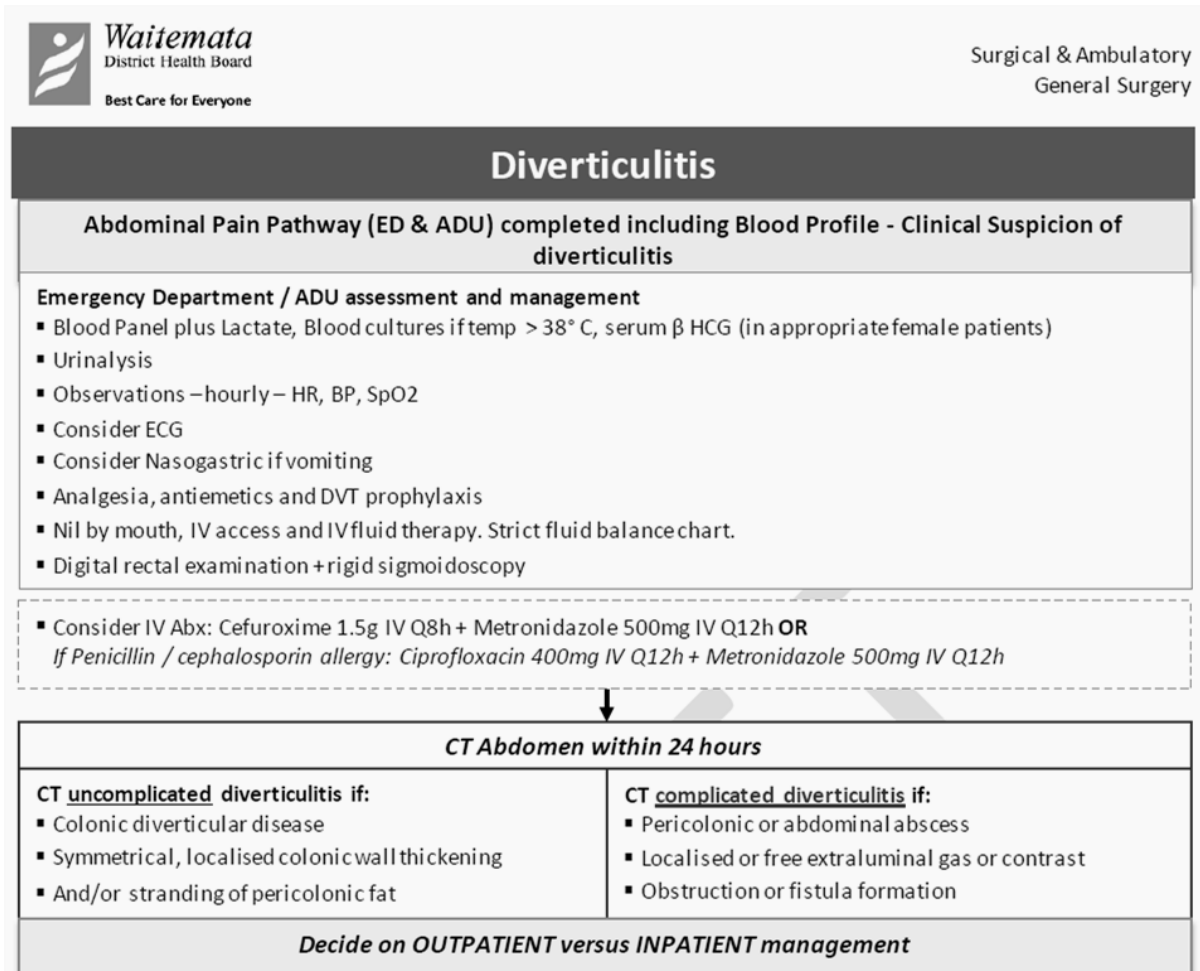 Waitemata
District Health Board
Best Care for Everyone
Surgical & Ambulatory
General Surgery
Diverticulitis
Abdominal Pain Pathway (ED & ADU) completed including Blood Profile - Clinical Suspicion of
diverticulitis
Emergency Department / ADU assessment and management
▪ Blood Panel plus Lactate, Blood cultures if temp > 38° C, serum β HCG (in appropriate female patients)
▪ Urinalysis
▪ Observations –hourly – HR, BP, SpO2
▪ Consider ECG
▪ Consider Nasogastric if vomiting
▪ Analgesia, antiemetics and DVT prophylaxis
▪ Nil by mouth, IV access and IV fluid therapy. Strict fluid balance chart.
▪ Digital rectal examination + rigid sigmoidoscopy
▪ Consider IV Abx: Cefuroxime 1.5g IV Q8h + Metronidazole 500mg IV Q12h OR
If Penicillin / cephalosporin allergy: Ciprofloxacin 400mg IV Q12h + Metronidazole 500mg IV Q12h
CT Abdomen within 24 hours
CT uncomplicated diverticulitis if:
▪ Colonic diverticular disease
▪ Symmetrical, localised colonic wall thickening
▪ And/or stranding of pericolonic fat
CT complicated diverticulitis if:
▪ Pericolonic or abdominal abscess
▪ Localised or free extraluminal gas or contrast
▪ Obstruction or fistula formation
Decide on OUTPATIENT versus INPATIENT management